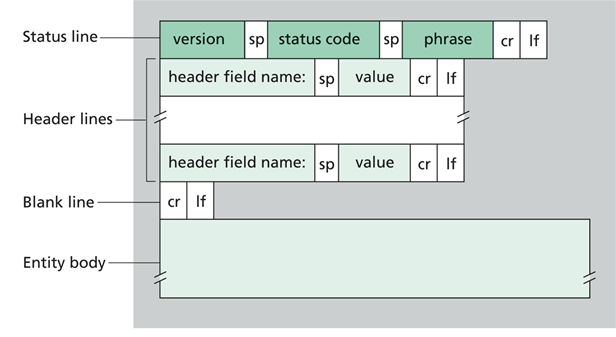 Status line version sp status code sp phrase cr lf
header field name: sp value cr lf
Header lines
header field name: sp value cr lf
Blank line cr lf
Entity body